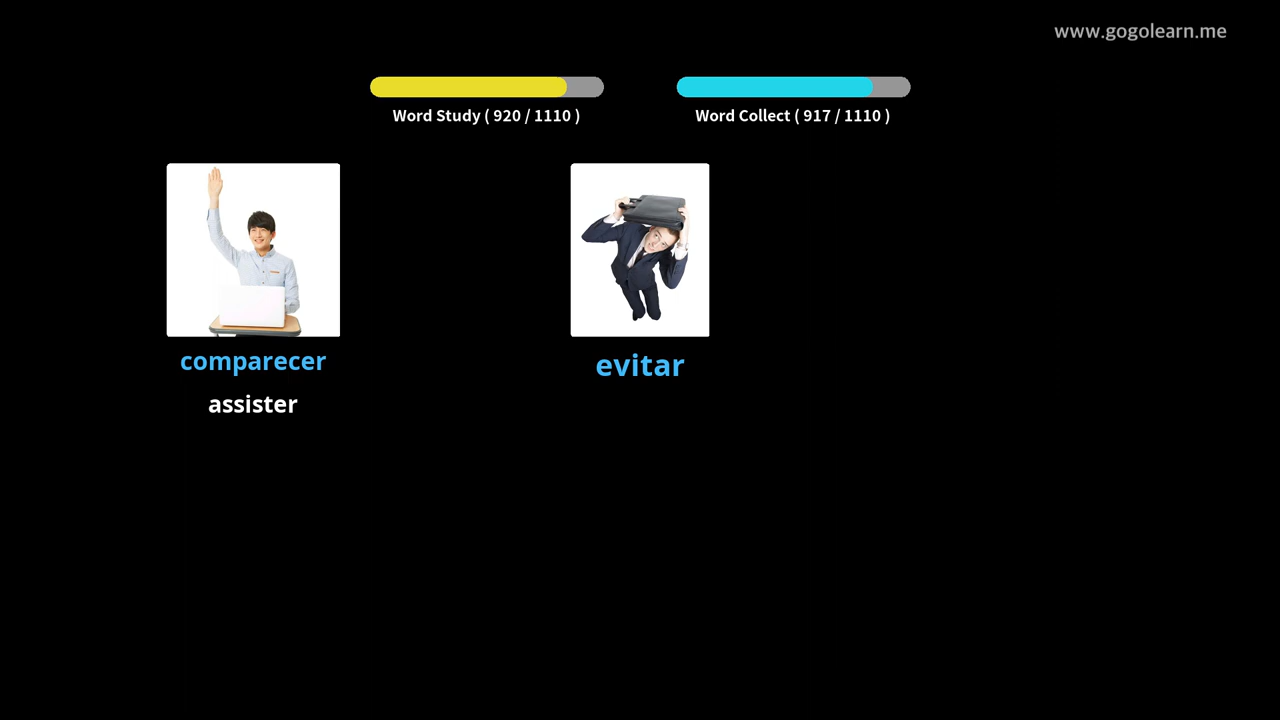 www.gogolearn.me
Word Study ( 920 / 1110 )
Word Collect ( 917 / 1110 )
comparecer
assister
evitar